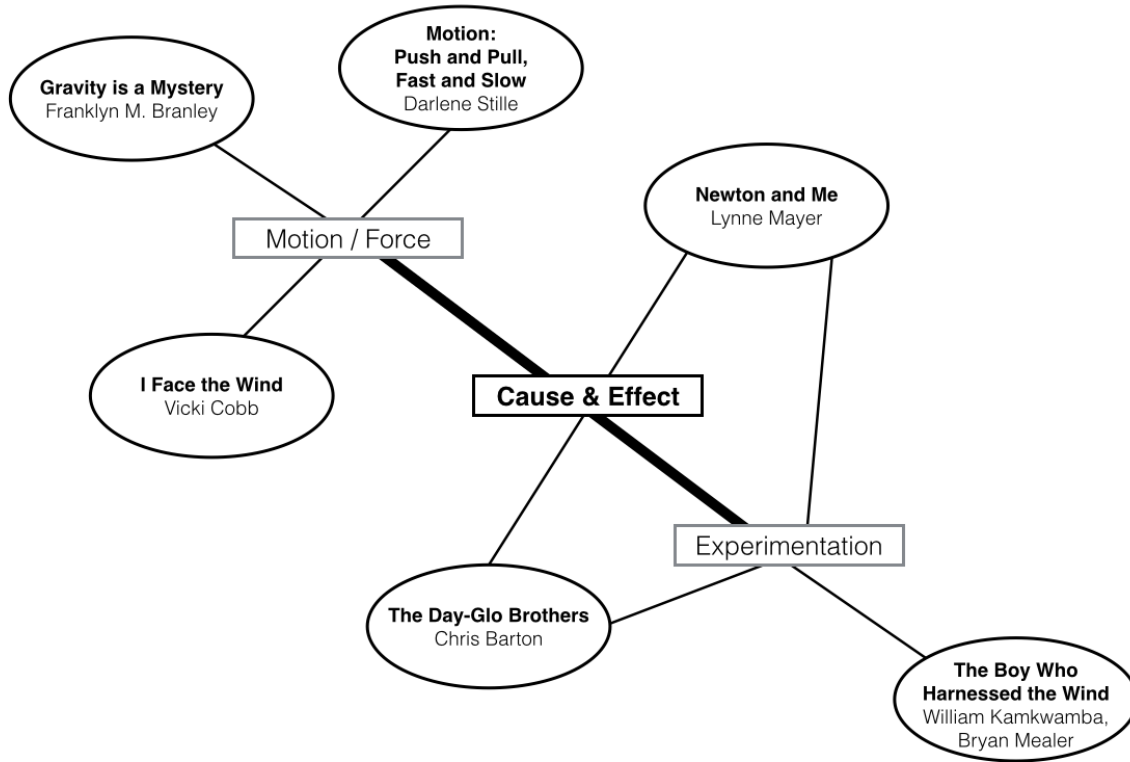 Motion:
Push and Pull,
Fast and Slow
Darlene Stille
Gravity is a Mystery
Franklyn M. Branley
Newton and Me
Lynne Mayer
Motion / Force
I Face the Wind
Vicki Cobb
Cause & Effect
Experimentation
The Day-Glo Brothers
Chris Barton
The Boy Who
Harnessed the Wind
William Kamkwamba,
Bryan Mealer